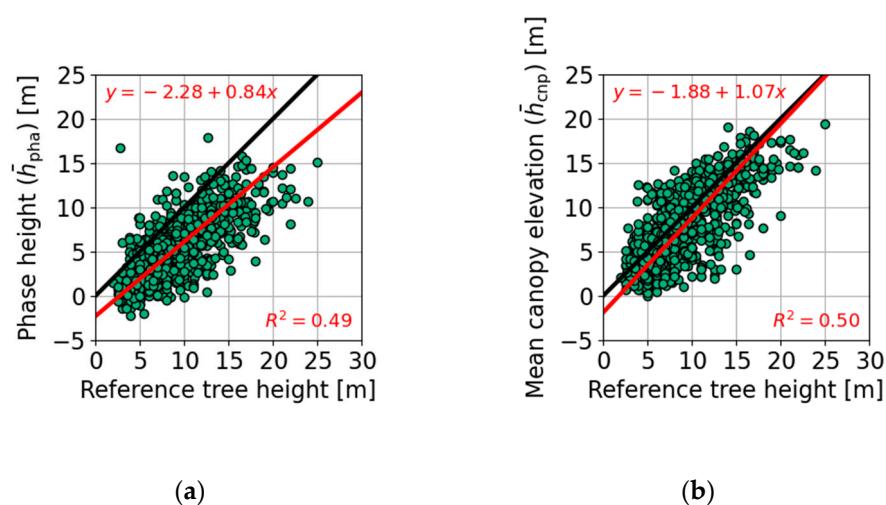 Phase height (h̄pha) [m]
25
20
15
10
5
0
−5
y = − 2.28 + 0.84x
R² = 0.49
0 5 10 15 20 25 30
Reference tree height [m]
(a)
Mean canopy elevation (h̄cnp) [m]
25
20
15
10
5
0
−5
y = − 1.88 + 1.07x
R² = 0.50
0 5 10 15 20 25 30
Reference tree height [m]
(b)